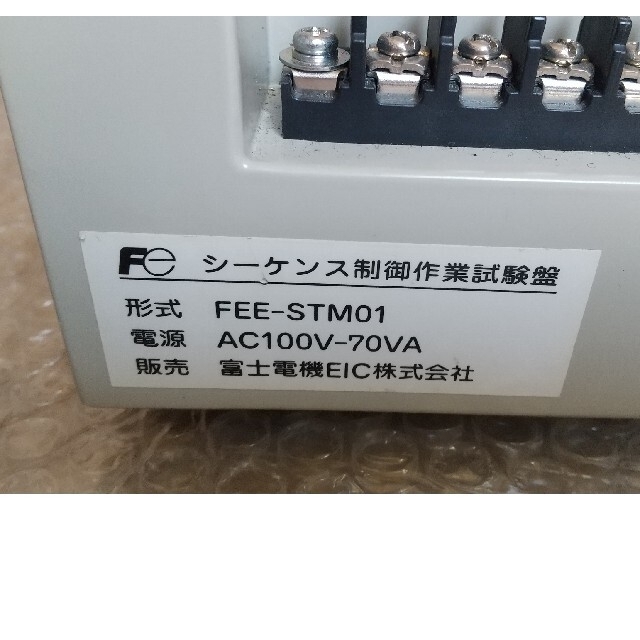 Fe シーケンス制御作業試験盤
形式 FEE-STM01
電源 AC100V-70VA
販売 富士電機EIC株式会社